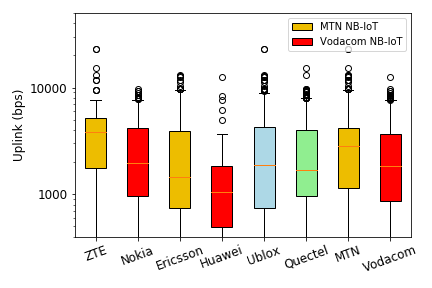 MTN NB-IoT
Vodacom NB-IoT
Uplink (bps)
10000
1000
ZTE Nokia Ericsson Huawei Ublox Quectel MTN Vodacom